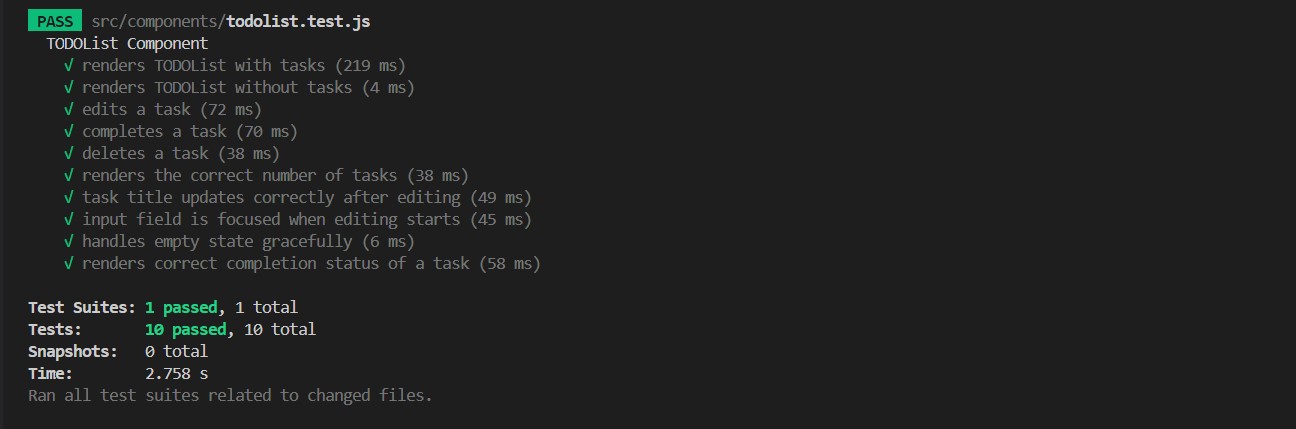 PASS src/components/todolist.test.js
TODOList Component
√ renders TODOList with tasks (219 ms)
√ renders TODOList without tasks (4 ms)
√ edits a task (72 ms)
√ completes a task (70 ms)
√ deletes a task (38 ms)
√ renders the correct number of tasks (38 ms)
√ task title updates correctly after editing (49 ms)
√ input field is focused when editing starts (45 ms)
√ handles empty state gracefully (6 ms)
√ renders correct completion status of a task (58 ms)
Test Suites: 1 passed, 1 total
Tests: 10 passed, 10 total
Snapshots: 0 total
Time: 2.758 s
Ran all test suites related to changed files.